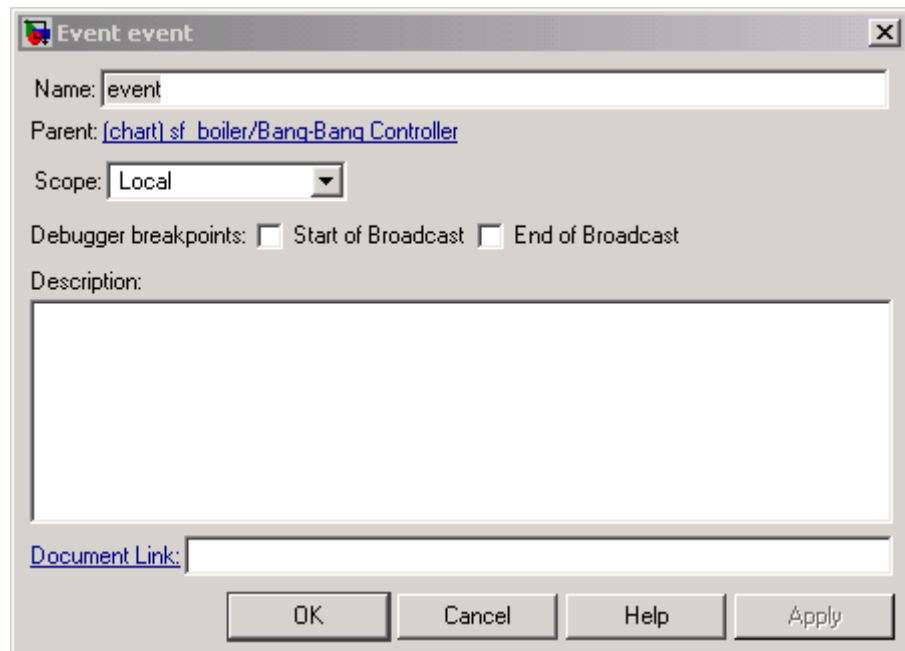 Event event
Name: event
Parent: (chart) sf_boiler/Bang-Bang Controller
Scope: Local
Debugger breakpoints: Start of Broadcast End of Broadcast
Description:
Document Link:
OK Cancel Help Apply